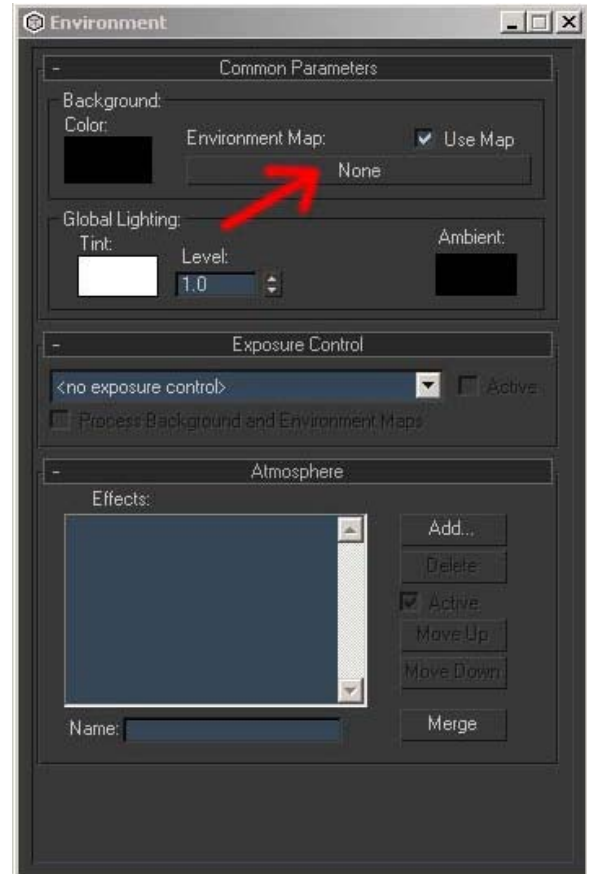 Environment
- Common Parameters
Background:
Color:
Environment Map: Use Map
None
Global Lighting:
Tint: Level: Ambient:
1.0
- Exposure Control
<no exposure control> Active
Process Background and Environment Maps
- Atmosphere
Effects:
Add...
Delete
Active
Move Up
Move Down
Name: Merge